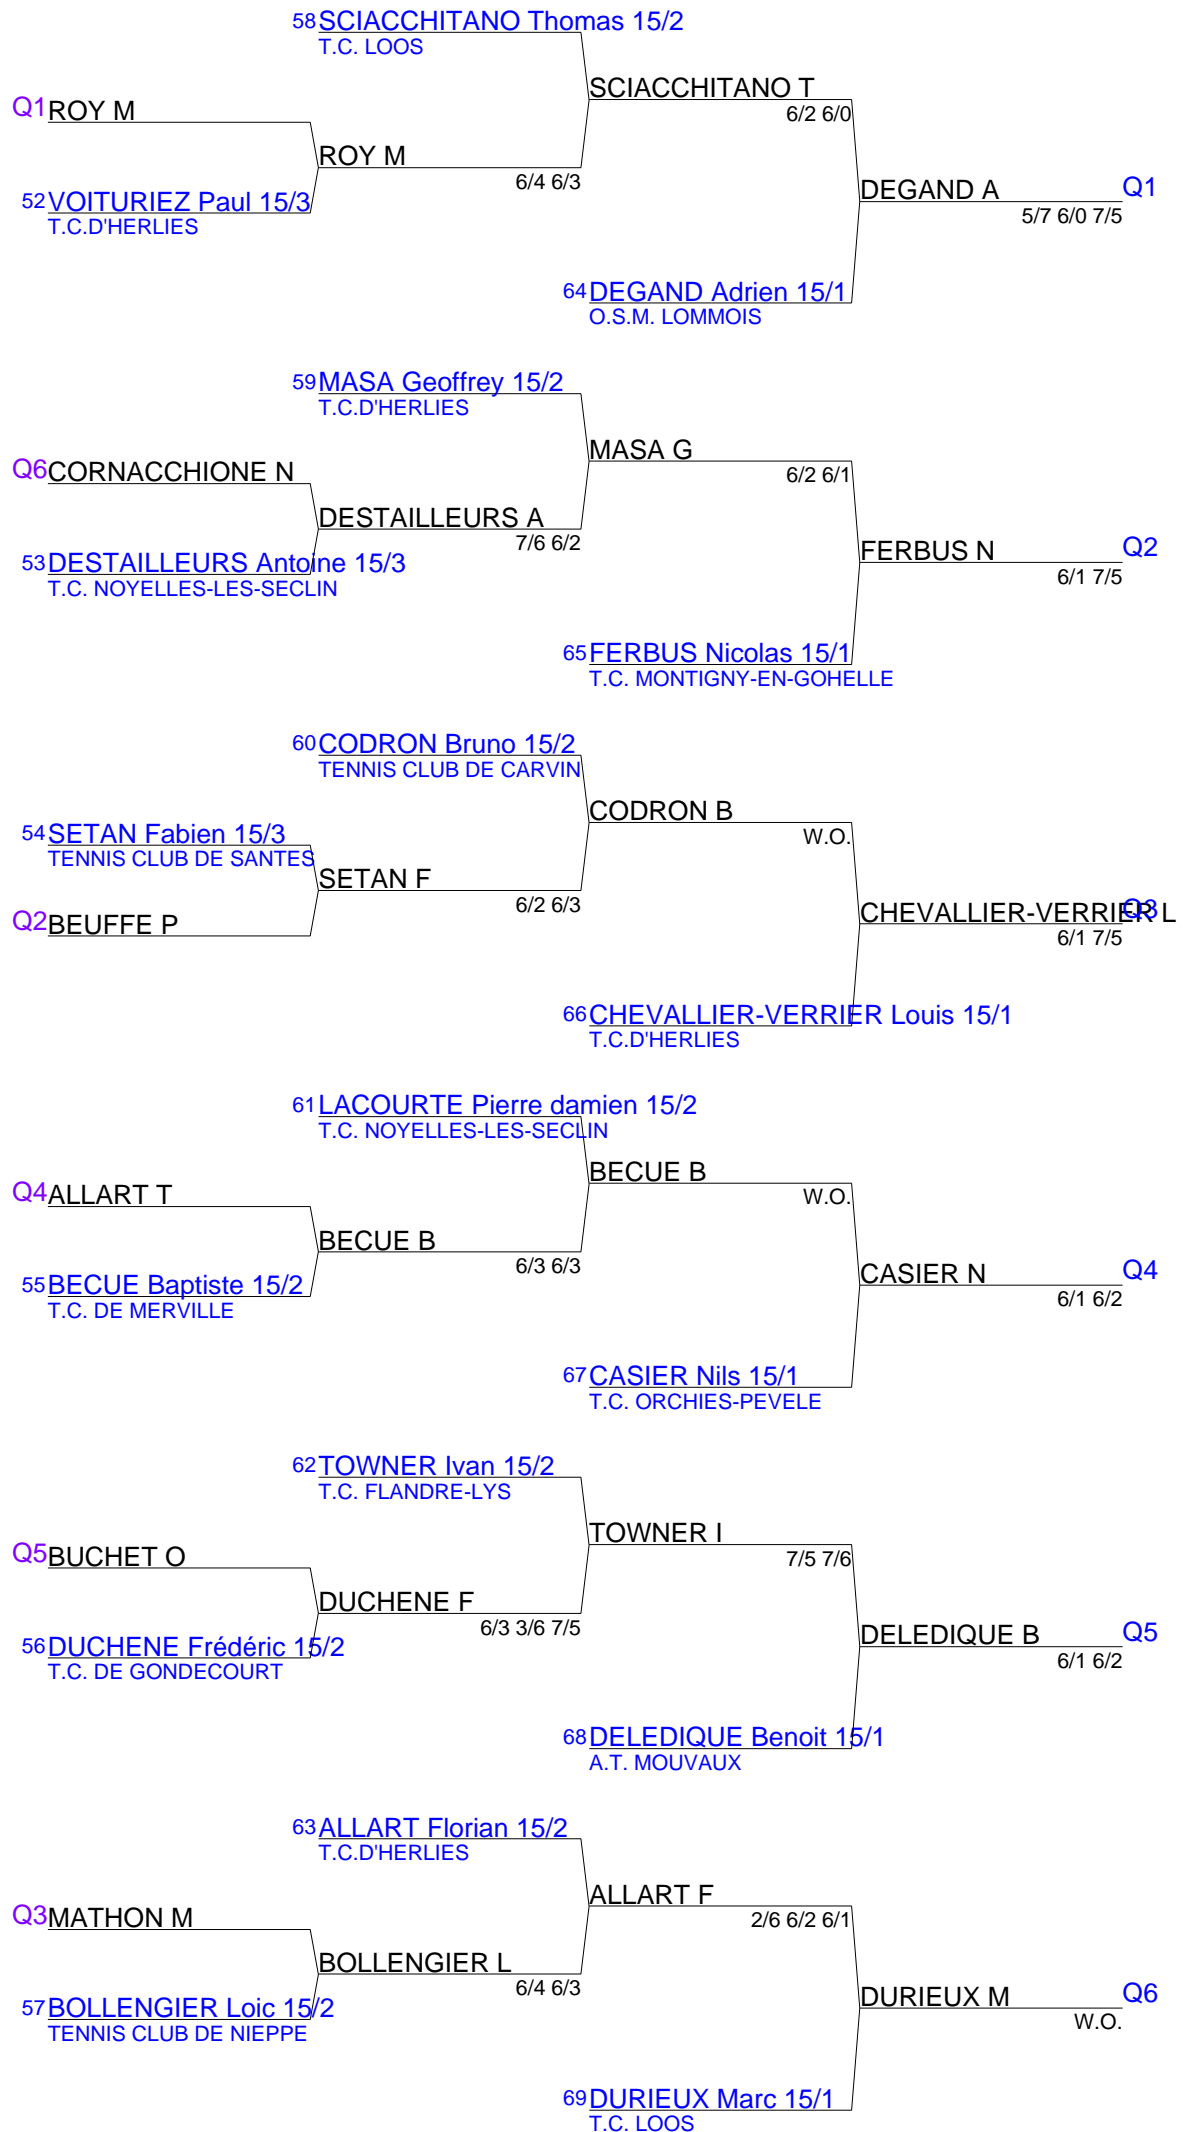 58 SCIACCHITANO Thomas 15/2
T.C. LOOS
SCIACCHITANO T
6/2 6/0
Q1 ROY M
ROY M
6/4 6/3
52 VOITURIEZ Paul 15/3
T.C.D'HERLIES
DEGAND A Q1
5/7 6/0 7/5
64 DEGAND Adrien 15/1
O.S.M. LOMMOIS
59 MASA Geoffrey 15/2
T.C.D'HERLIES
MASA G
6/2 6/1
Q6 CORNACCHIONE N
DESTAILLEURS A
7/6 6/2
53 DESTAILLEURS Antoine 15/3
T.C. NOYELLES-LES-SECLIN
FERBUS N Q2
6/1 7/5
65 FERBUS Nicolas 15/1
T.C. MONTIGNY-EN-GOHELLE
60 CODRON Bruno 15/2
TENNIS CLUB DE CARVIN
CODRON B
W.O.
54 SETAN Fabien 15/3
TENNIS CLUB DE SANTES
SETAN F
6/2 6/3
Q2 BEUFFE P
CHEVALLIER-VERRIER L Q3
6/1 7/5
66 CHEVALLIER-VERRIER Louis 15/1
T.C.D'HERLIES
61 LACOURTE Pierre damien 15/2
T.C. NOYELLES-LES-SECLIN
BECUE B
W.O.
Q4 ALLART T
BECUE B
6/3 6/3
55 BECUE Baptiste 15/2
T.C. DE MERVILLE
CASIER N Q4
6/1 6/2
67 CASIER Nils 15/1
T.C. ORCHIES-PEVELE
62 TOWNER Ivan 15/2
T.C. FLANDRE-LYS
TOWNER I
7/5 7/6
Q5 BUCHET O
DUCHENE F
6/3 3/6 7/5
56 DUCHENE Frédéric 15/2
T.C. DE GONDECOURT
DELEDIQUE B Q5
6/1 6/2
68 DELEDIQUE Benoit 15/1
A.T. MOUVAUX
63 ALLART Florian 15/2
T.C.D'HERLIES
ALLART F
2/6 6/2 6/1
Q3 MATHON M
BOLLENGIER L
6/4 6/3
57 BOLLENGIER Loic 15/2
TENNIS CLUB DE NIEPPE
DURIEUX M Q6
W.O.
69 DURIEUX Marc 15/1
T.C. LOOS